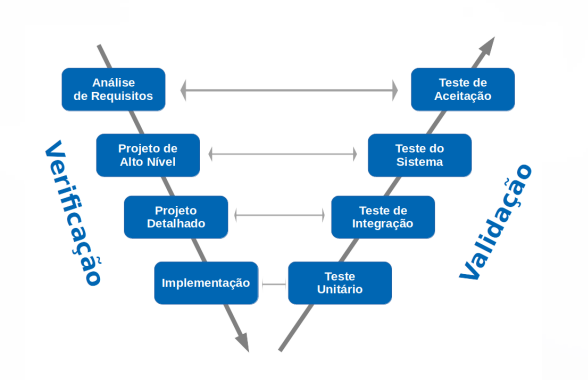 Análise
de Requisitos
Teste de
Aceitação
Projeto de
Alto Nível
Teste do
Sistema
Verificação
Validação
Projeto
Detalhado
Teste de
Integração
Implementação
Teste
Unitário